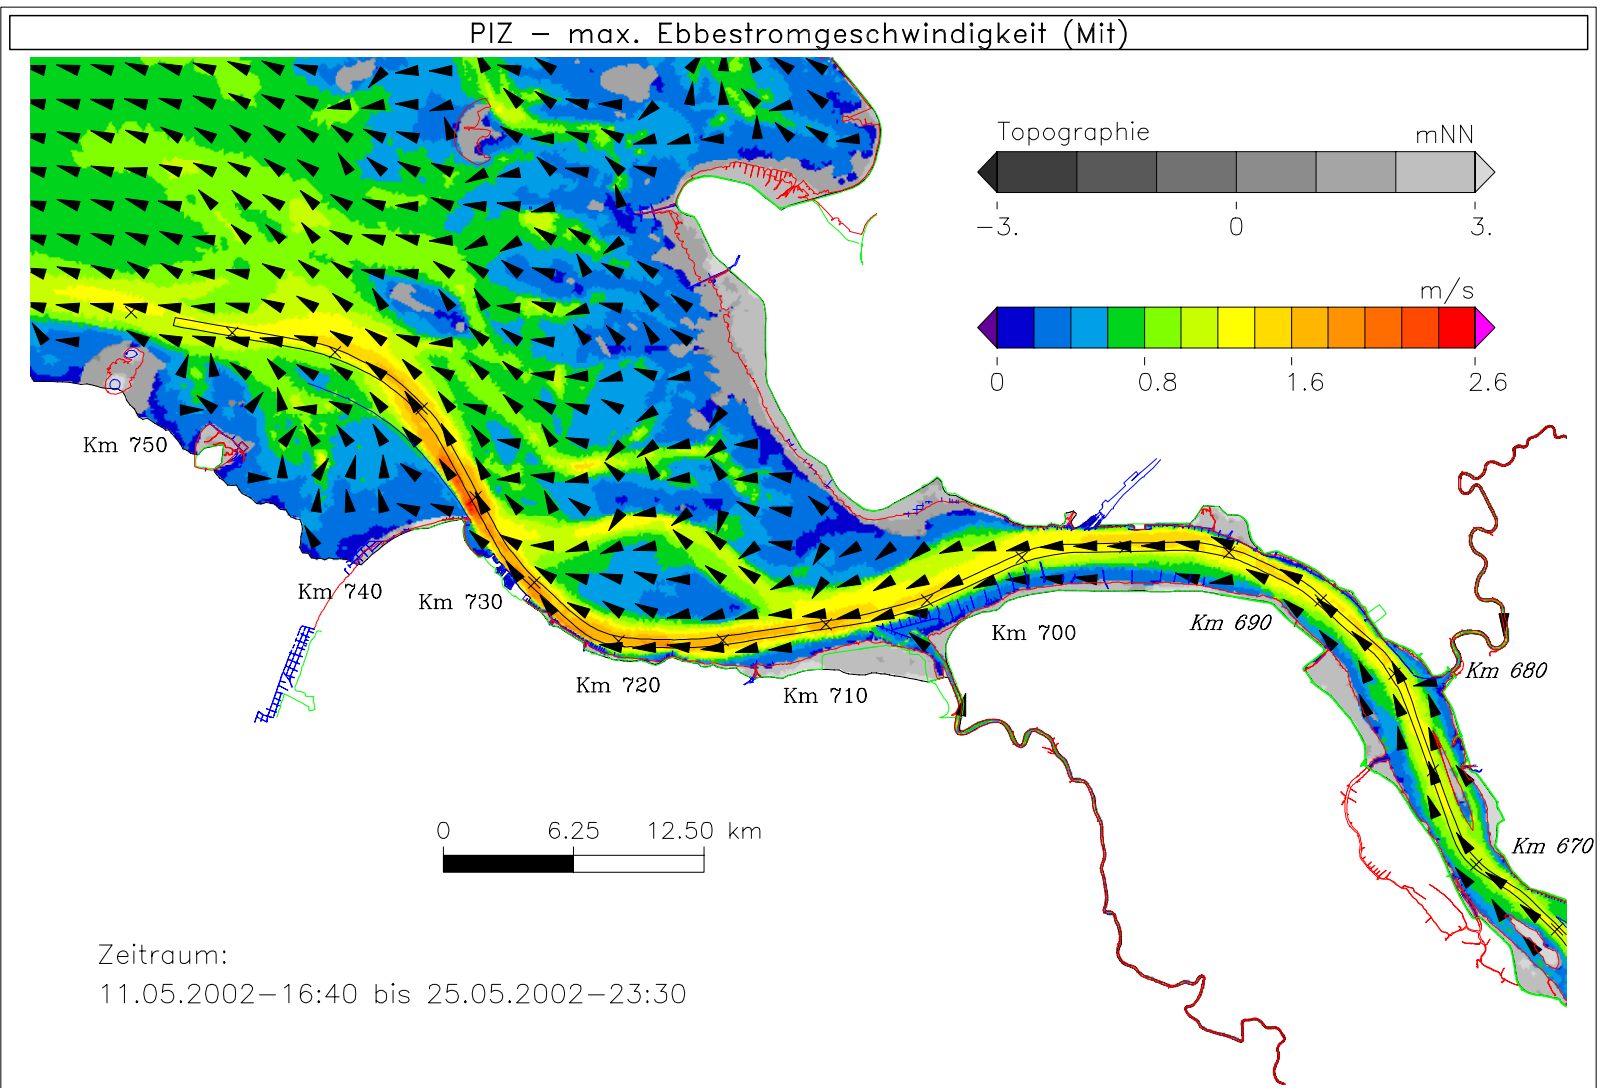 PIZ - max. Ebbestromgeschwindigkeit (Mit)
Topographie mNN
-3. 0 3.
m/s
0 0.8 1.6 2.6
Km 750
Km 740
Km 730
Km 720
Km 710
Km 700
Km 690
Km 680
Km 670
0 6.25 12.50 km
Zeitraum:
11.05.2002-16:40 bis 25.05.2002-23:30